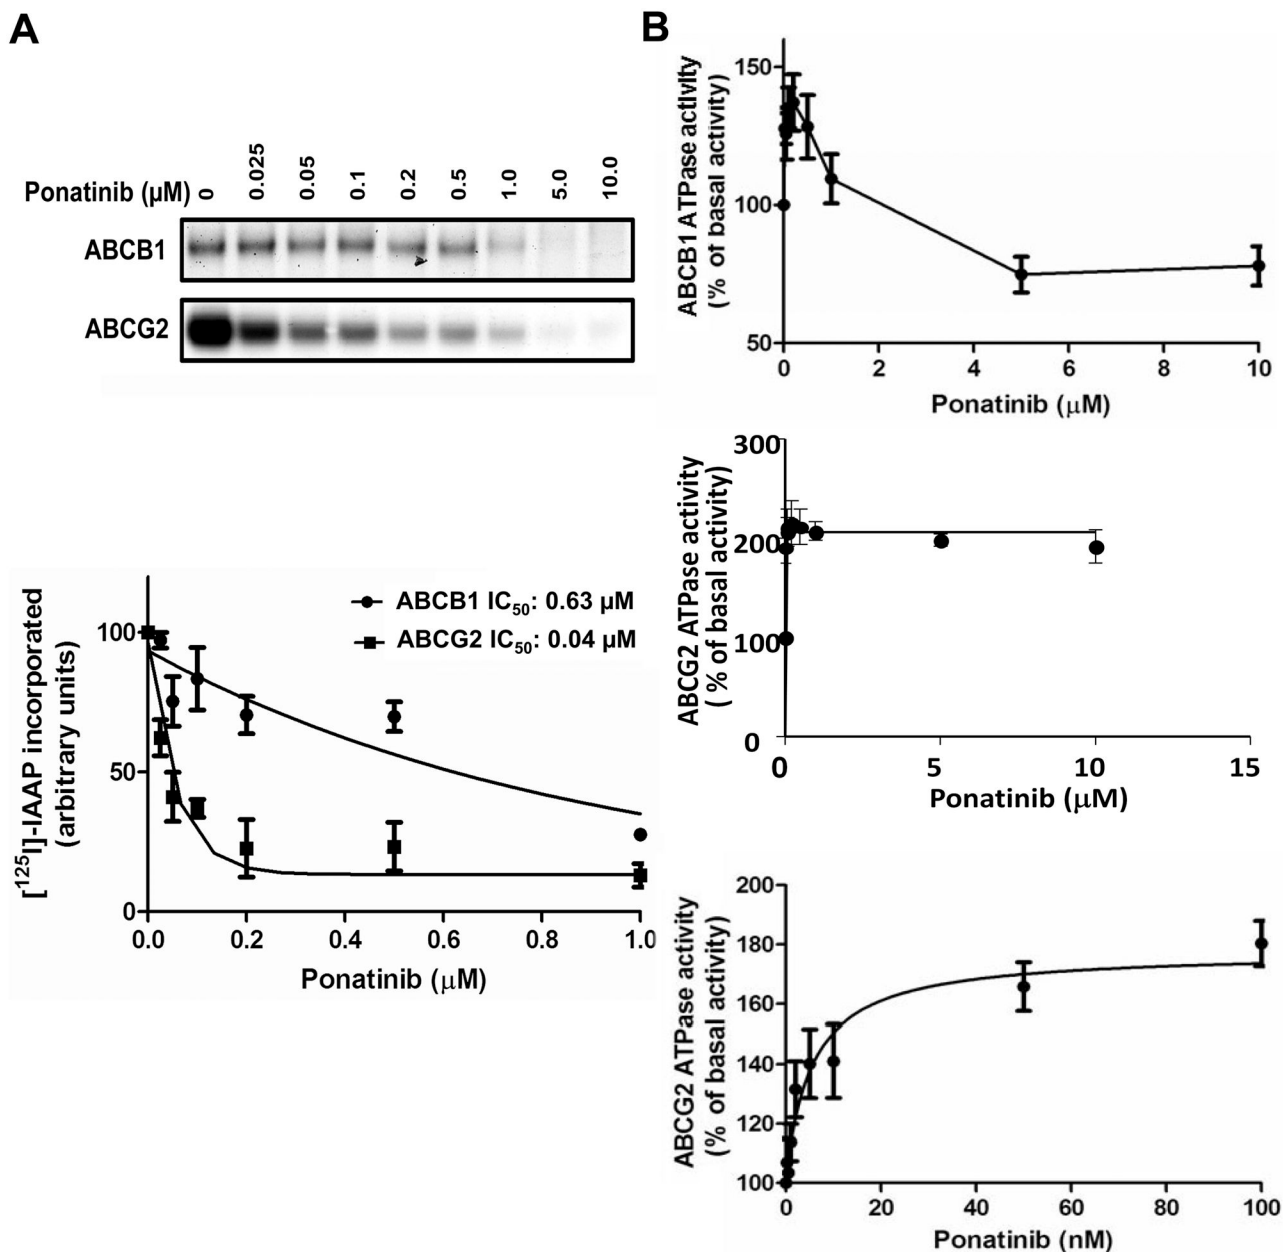 A
Ponatinib (μM) 0 0.025 0.05 0.1 0.2 0.5 1.0 5.0 10.0
ABCB1
ABCG2
ABCB1 IC50: 0.63 μM
ABCG2 IC50: 0.04 μM
[125I]-IAAP incorporated
(arbitrary units)
100
50
0
0.0 0.2 0.4 0.6 0.8 1.0
Ponatinib (μM)
B
ABCB1 ATPase activity
(% of basal activity)
150
100
50
0 2 4 6 8 10
Ponatinib (μM)
ABCG2 ATPase activity
( % of basal activity)
300
200
100
0
0 5 10 15
Ponatinib (μM)
ABCG2 ATPase activity
(% of basal activity)
200
180
160
140
120
100
0 20 40 60 80 100
Ponatinib (nM)